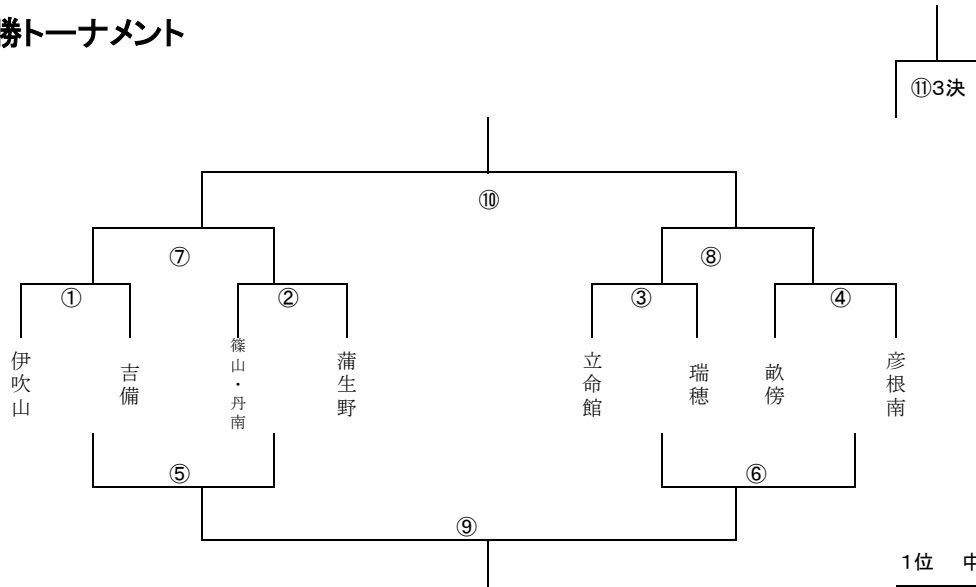 勝トーナメント
⑪3決
⑩
⑦
⑧
①
②
③
④
伊吹山
吉備
篠山・丹南
蒲生野
立命館
瑞穂
畝傍
彦根南
⑤
⑥
⑨
1位 中